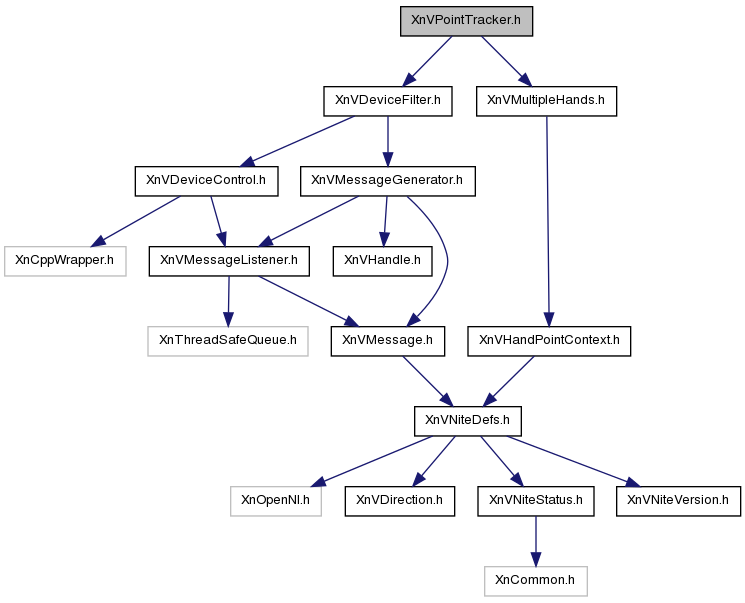 XnVPointTracker.h
XnVDeviceFilter.h
XnVMultipleHands.h
XnVDeviceControl.h
XnVMessageGenerator.h
XnCppWrapper.h
XnVMessageListener.h
XnVHandle.h
XnThreadSafeQueue.h
XnVMessage.h
XnVHandPointContext.h
XnVNiteDefs.h
XnOpenNI.h
XnVDirection.h
XnVNiteStatus.h
XnVNiteVersion.h
XnCommon.h